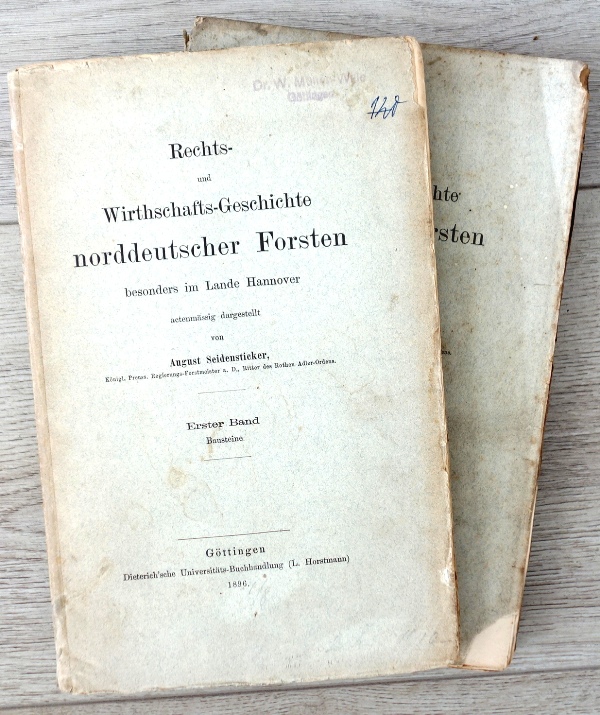 Dr. W.
Göttingen
140
Rechts-
und
Wirthschafts-Geschichte
norddeutscher Forsten
besonders im Lande Hannover
actenmässig dargestellt
von
August Seidensticker,
Königl. Preuss. Regierungs-Forstmeister a. D., Ritter des Rothen Adler-Ordens.
Erster Band
Bausteine
Göttingen
Dieterich'sche Universitäts-Buchhandlung (L. Horstmann)
1896.
hte
rsten